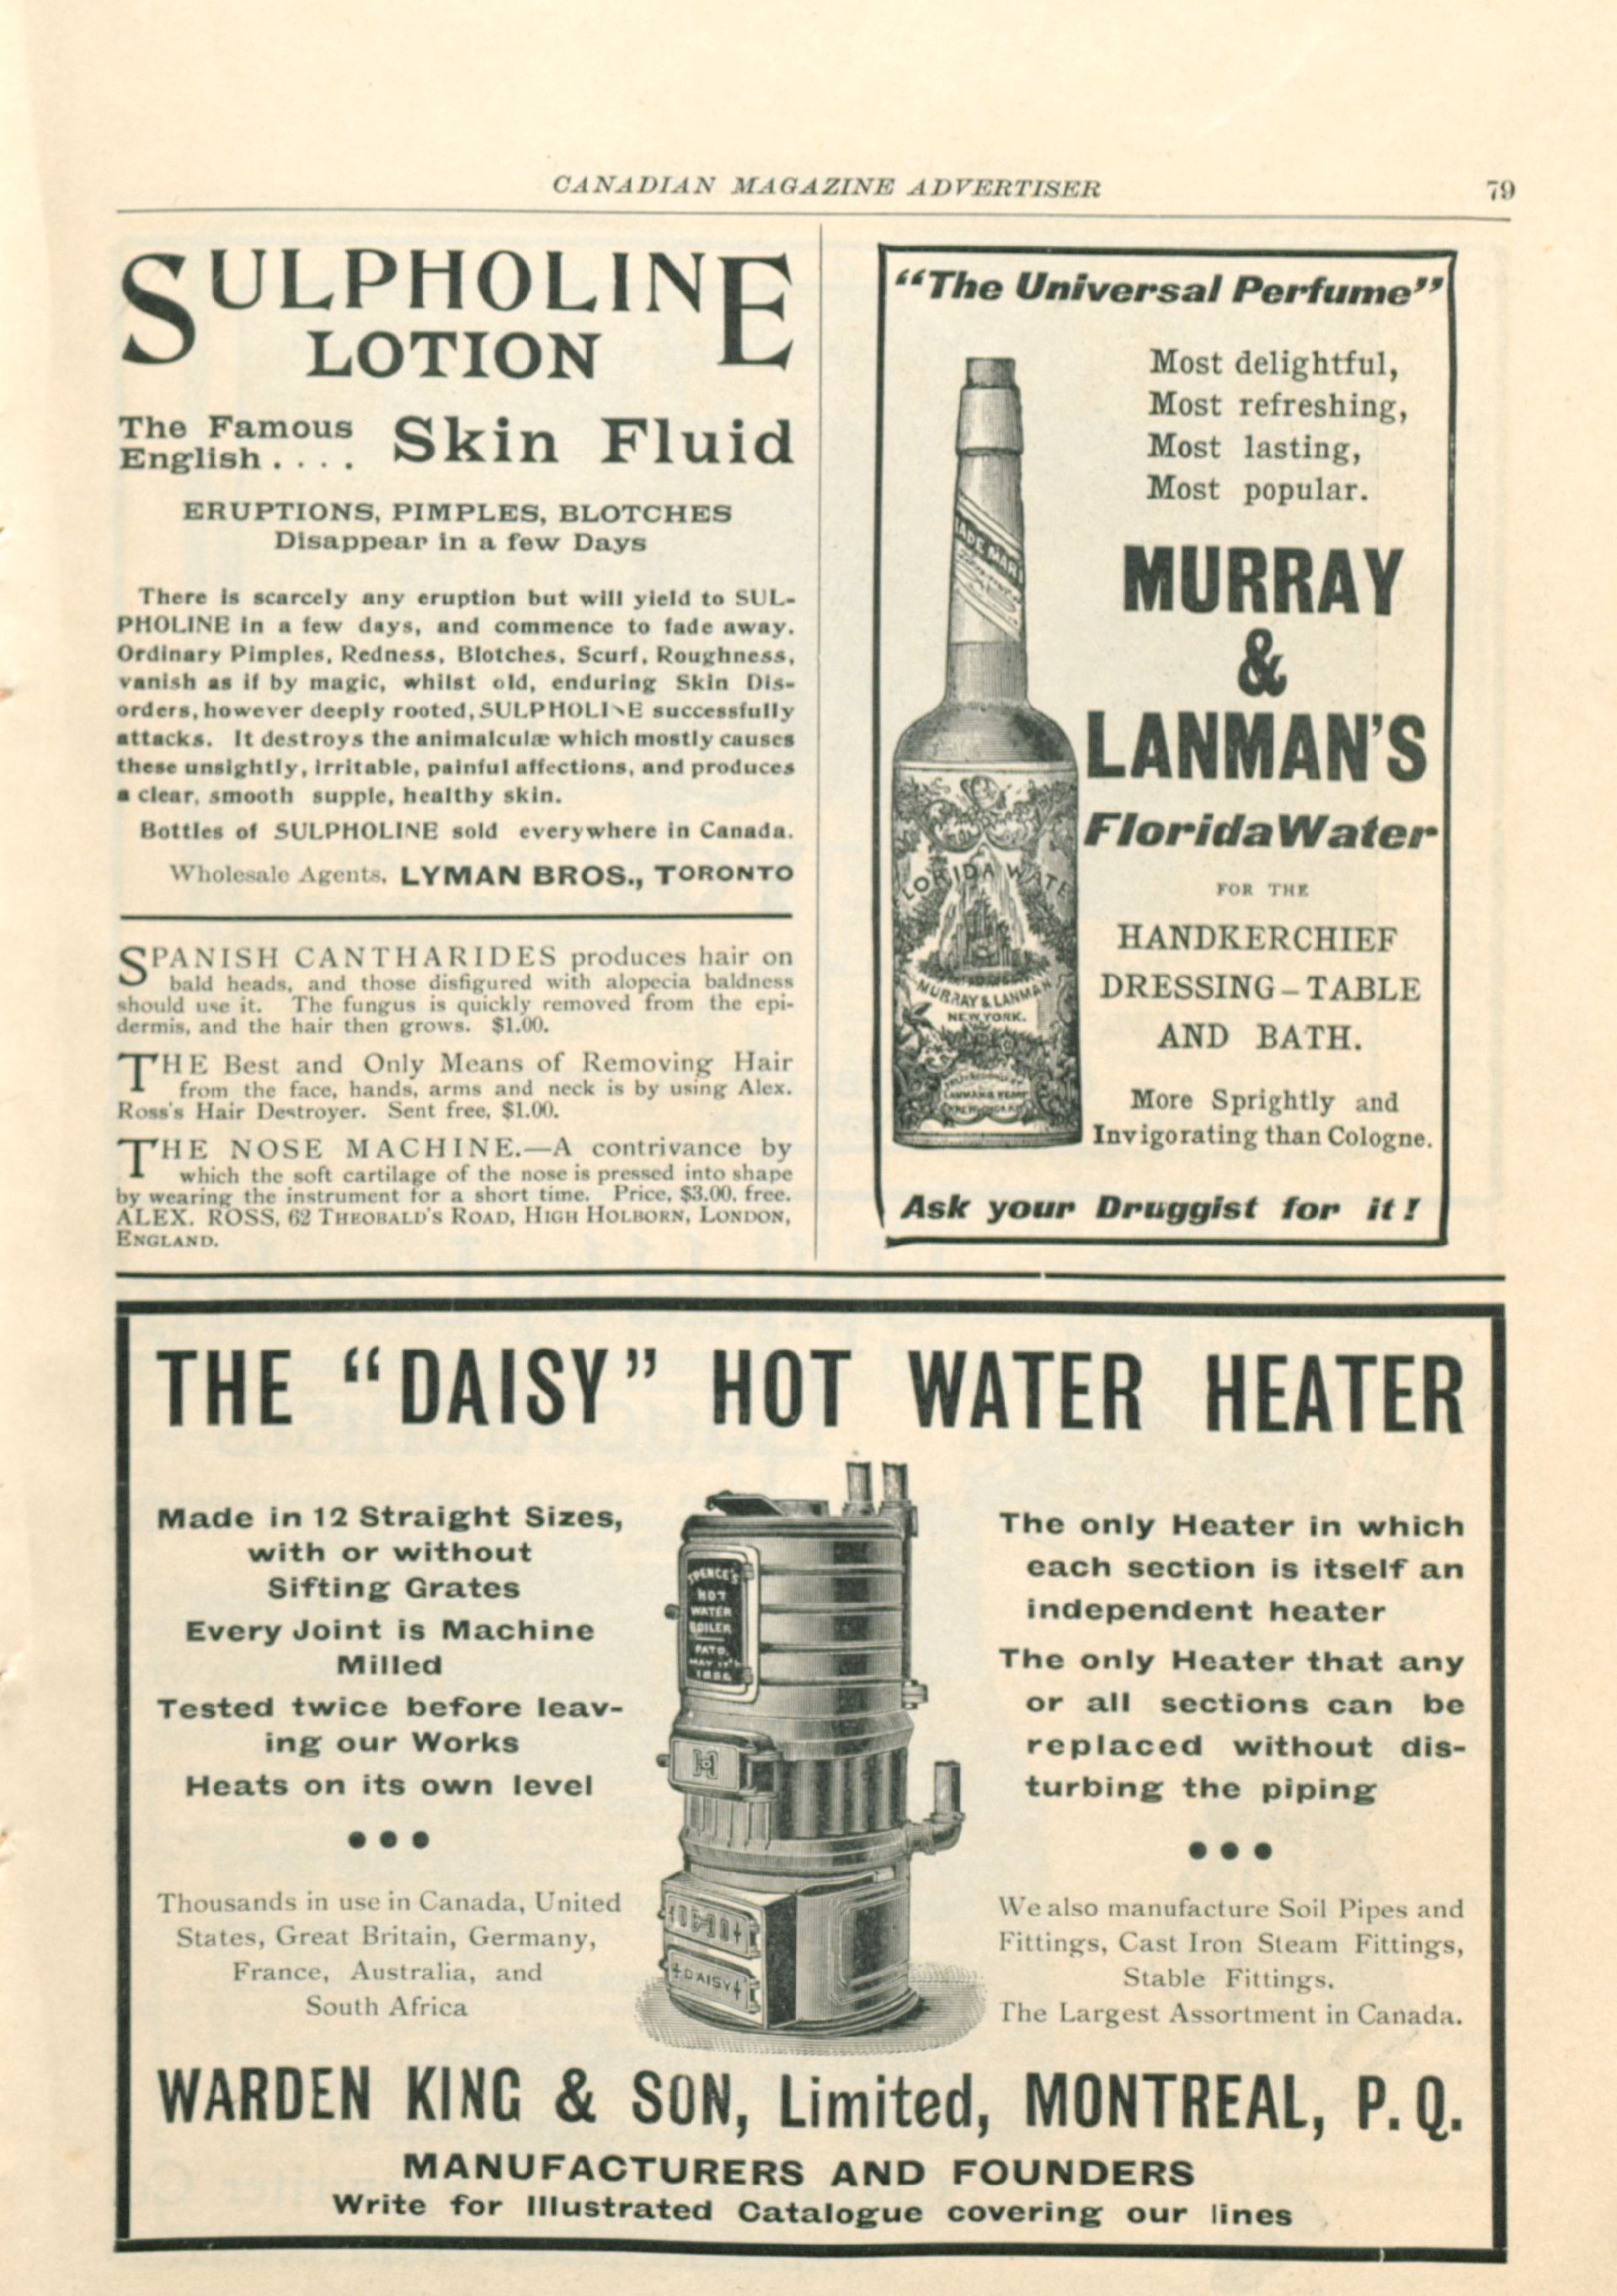 CANADIAN MAGAZINE ADVERTISER 79
SULPHOLINE
LOTION
The Famous
English . . . .
Skin Fluid
ERUPTIONS, PIMPLES, BLOTCHES
Disappear in a few Days
There is scarcely any eruption but will yield to SUL-
PHOLINE in a few days, and commence to fade away.
Ordinary Pimples, Redness, Blotches, Scurf, Roughness,
vanish as if by magic, whilst old, enduring Skin Dis-
orders, however deeply rooted, SULPHOLINE successfully
attacks. It destroys the animalculæ which mostly causes
these unsightly, irritable, painful affections, and produces
a clear, smooth supple, healthy skin.
Bottles of SULPHOLINE sold everywhere in Canada.
Wholesale Agents, LYMAN BROS., TORONTO
SPANISH CANTHARIDES produces hair on
bald heads, and those disfigured with alopecia baldness
should use it. The fungus is quickly removed from the epi-
dermis, and the hair then grows. $1.00.
THE Best and Only Means of Removing Hair
from the face, hands, arms and neck is by using Alex.
Ross's Hair Destroyer. Sent free, $1.00.
THE NOSE MACHINE.—A contrivance by
which the soft cartilage of the nose is pressed into shape
by wearing the instrument for a short time. Price, $3.00, free.
ALEX. ROSS, 62 THEOBALD'S ROAD, HIGH HOLBORN, LONDON,
ENGLAND.
"The Universal Perfume"
Most delightful,
Most refreshing,
Most lasting,
Most popular.
MURRAY
&
LANMAN'S
Florida Water
FOR THE
HANDKERCHIEF
DRESSING-TABLE
AND BATH.
More Sprightly and
Invigorating than Cologne.
Ask your Druggist for it!
ADE MAR
LORIDA WATE
MURRAY & LANMAN
NEW YORK.
THE "DAISY" HOT WATER HEATER
Made in 12 Straight Sizes,
with or without
Sifting Grates
Every Joint is Machine
Milled
Tested twice before leav-
ing our Works
Heats on its own level
• • •
Thousands in use in Canada, United
States, Great Britain, Germany,
France, Australia, and
South Africa
SPENCE'S
HOT
WATER
BOILER
PATD.
DAISY
The only Heater in which
each section is itself an
independent heater
The only Heater that any
or all sections can be
replaced without dis-
turbing the piping
• • •
We also manufacture Soil Pipes and
Fittings, Cast Iron Steam Fittings,
Stable Fittings.
The Largest Assortment in Canada.
WARDEN KING & SON, Limited, MONTREAL, P. Q.
MANUFACTURERS AND FOUNDERS
Write for Illustrated Catalogue covering our lines